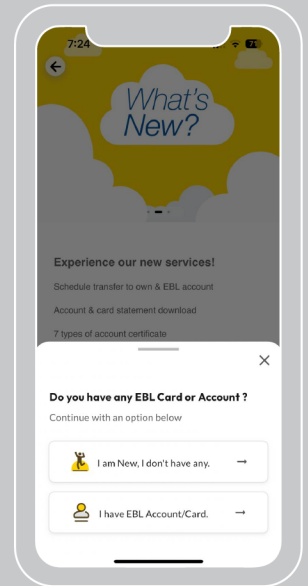 7:24
What's
New?
Experience our new services!
Schedule transfer to own & EBL account
Account & card statement download
7 types of account certificate
Do you have any EBL Card or Account ?
Continue with an option below
I am New, I don't have any.
I have EBL Account/Card.